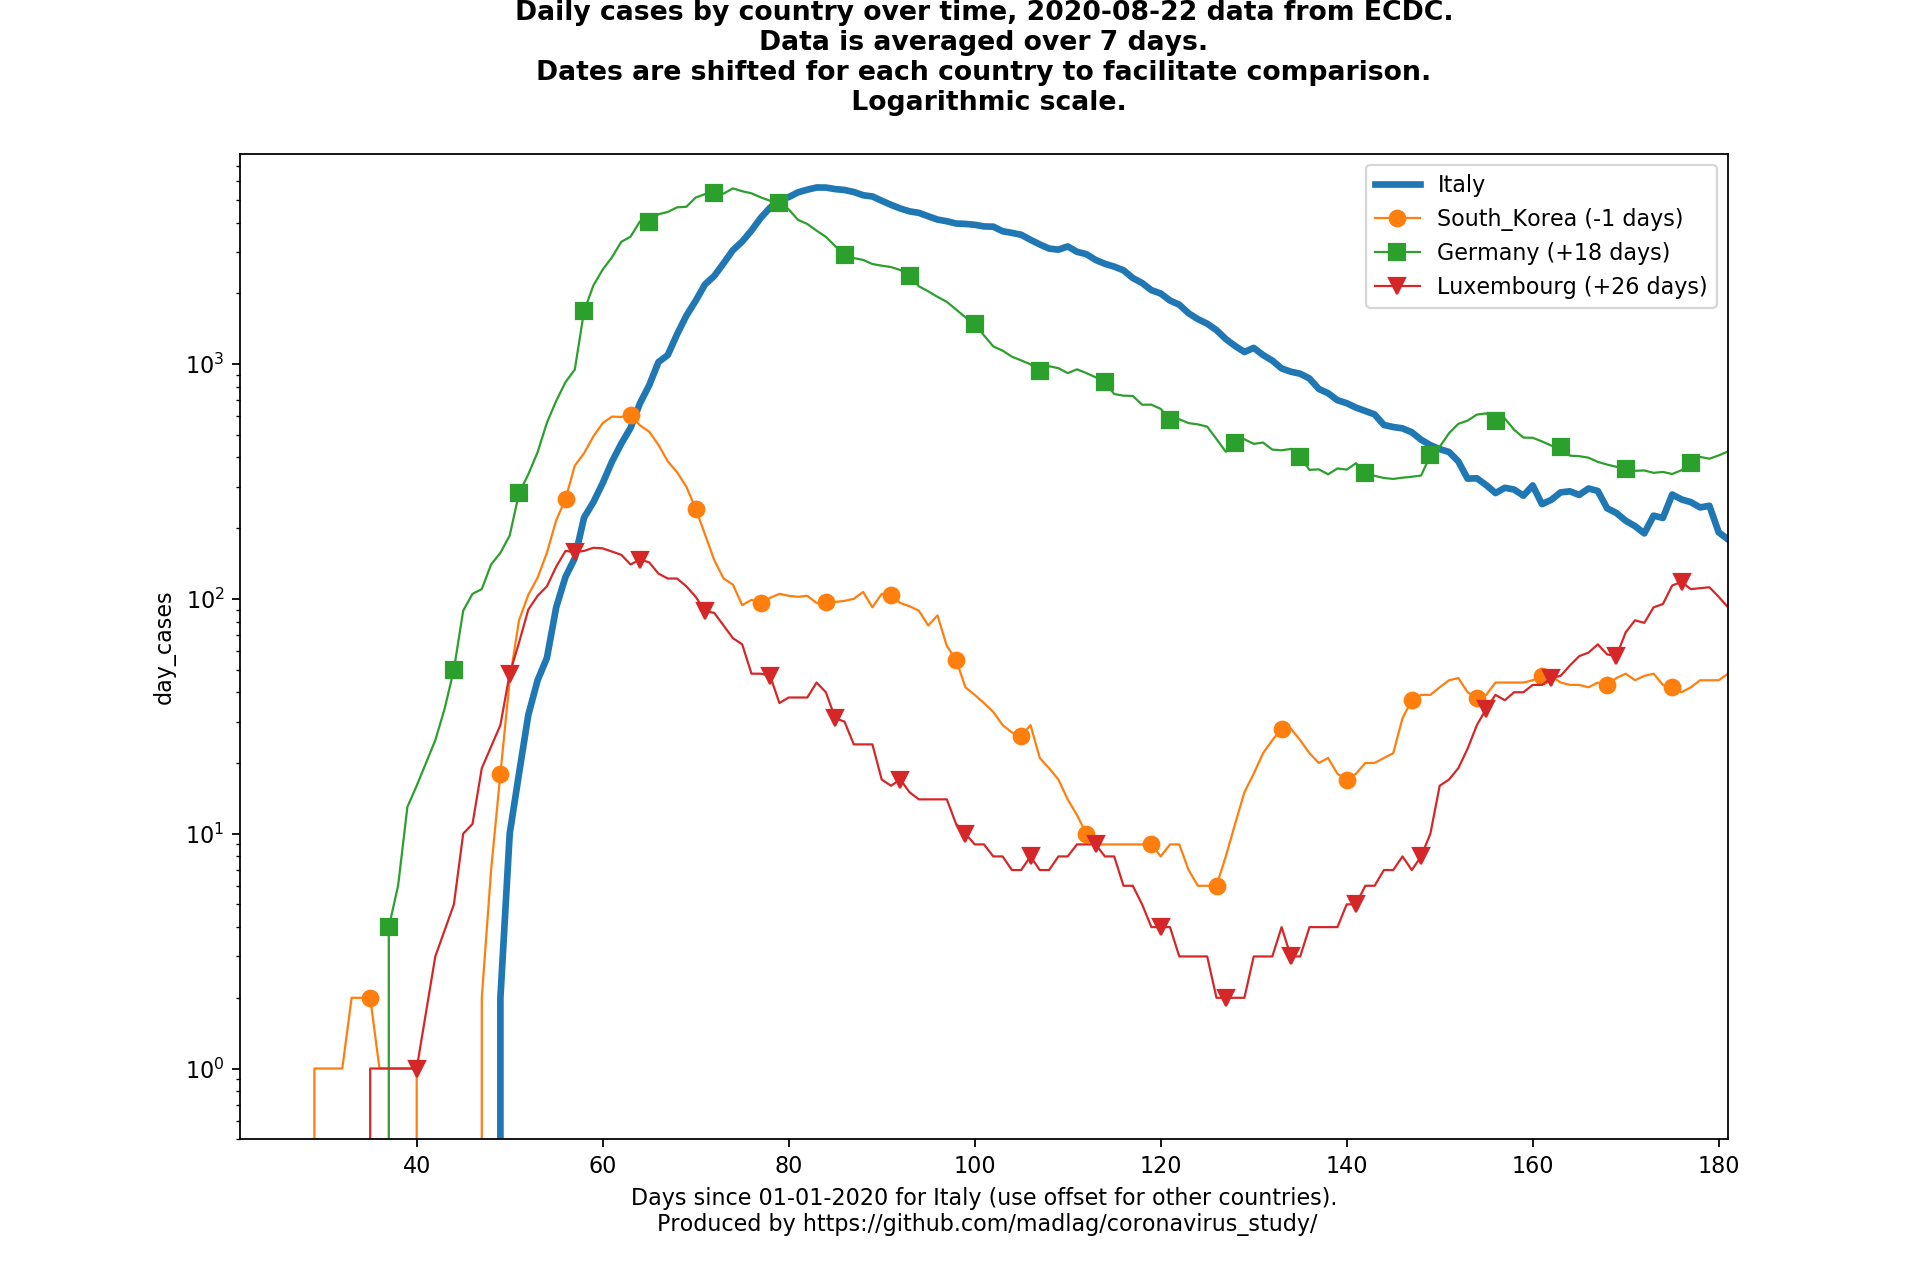 Daily cases by country over time, 2020-08-22 data from ECDC.
Data is averaged over 7 days.
Dates are shifted for each country to facilitate comparison.
Logarithmic scale.
Italy
South_Korea (-1 days)
Germany (+18 days)
Luxembourg (+26 days)
day_cases
10³
10²
10¹
10⁰
40 60 80 100 120 140 160 180
Days since 01-01-2020 for Italy (use offset for other countries).
Produced by https://github.com/madlag/coronavirus_study/